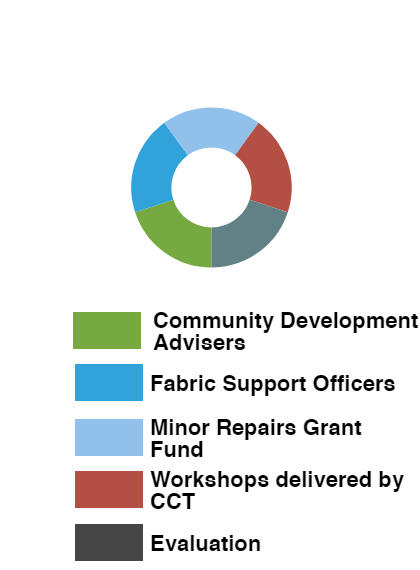 Community Development
Advisers
Fabric Support Officers
Minor Repairs Grant
Fund
Workshops delivered by
CCT
Evaluation